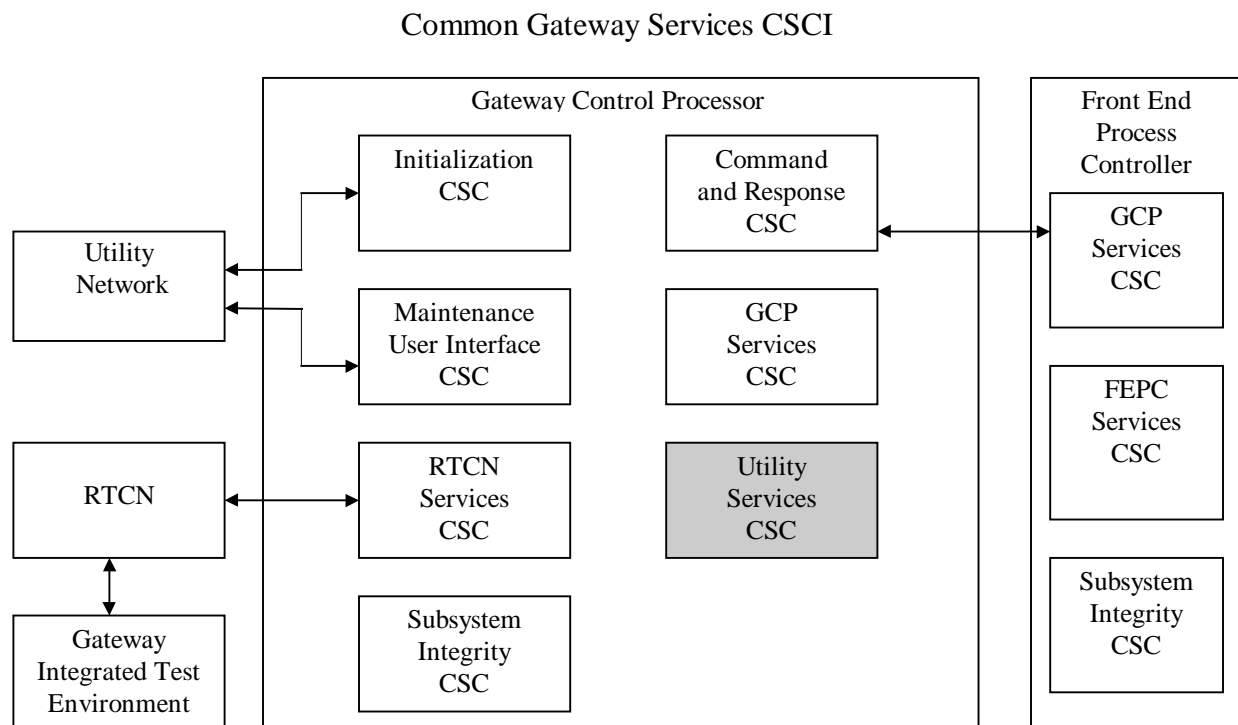 Common Gateway Services CSCI
Gateway Control Processor
Front End
Process
Controller
Initialization
CSC
Command
and Response
CSC
GCP
Services
CSC
Utility
Network
Maintenance
User Interface
CSC
GCP
Services
CSC
FEPC
Services
CSC
RTCN
RTCN
Services
CSC
Utility
Services
CSC
Subsystem
Integrity
CSC
Gateway
Integrated Test
Environment
Subsystem
Integrity
CSC